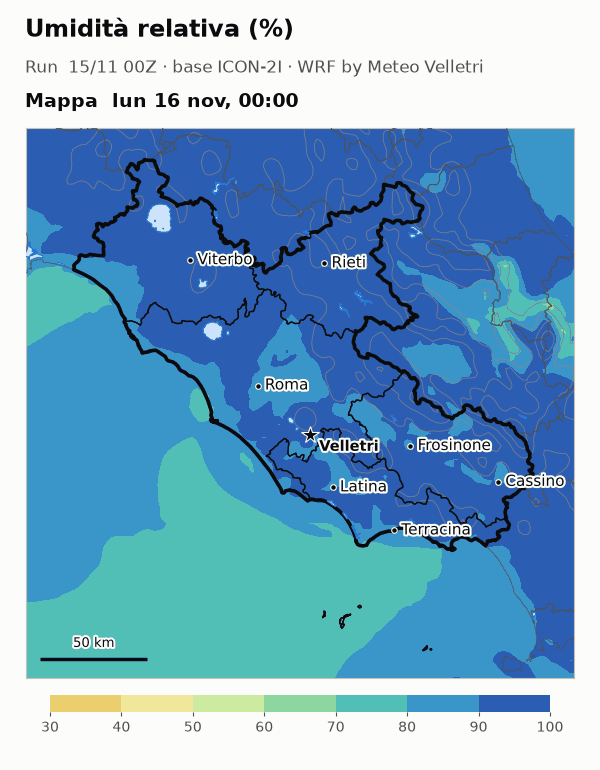 Umidità relativa (%)
Run  15/11 00Z · base ICON-2I · WRF by Meteo Velletri
Mappa  lun 16 nov, 00:00
Viterbo
Rieti
Roma
Velletri
Frosinone
Cassino
Latina
Terracina
50 km
30 40 50 60 70 80 90 100